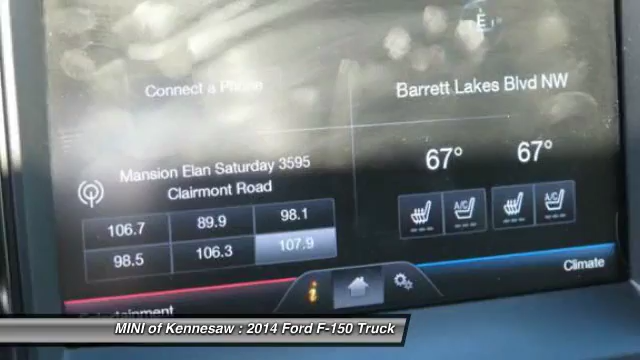 E
Connect a Phone
Barrett Lakes Blvd NW
67° 67°
Mansion Elan Saturday 3595
Clairmont Road
A/C A/C
106.7 89.9 98.1
98.5 106.3 107.9
i
Entertainment
Climate
MINI of Kennesaw : 2014 Ford F-150 Truck